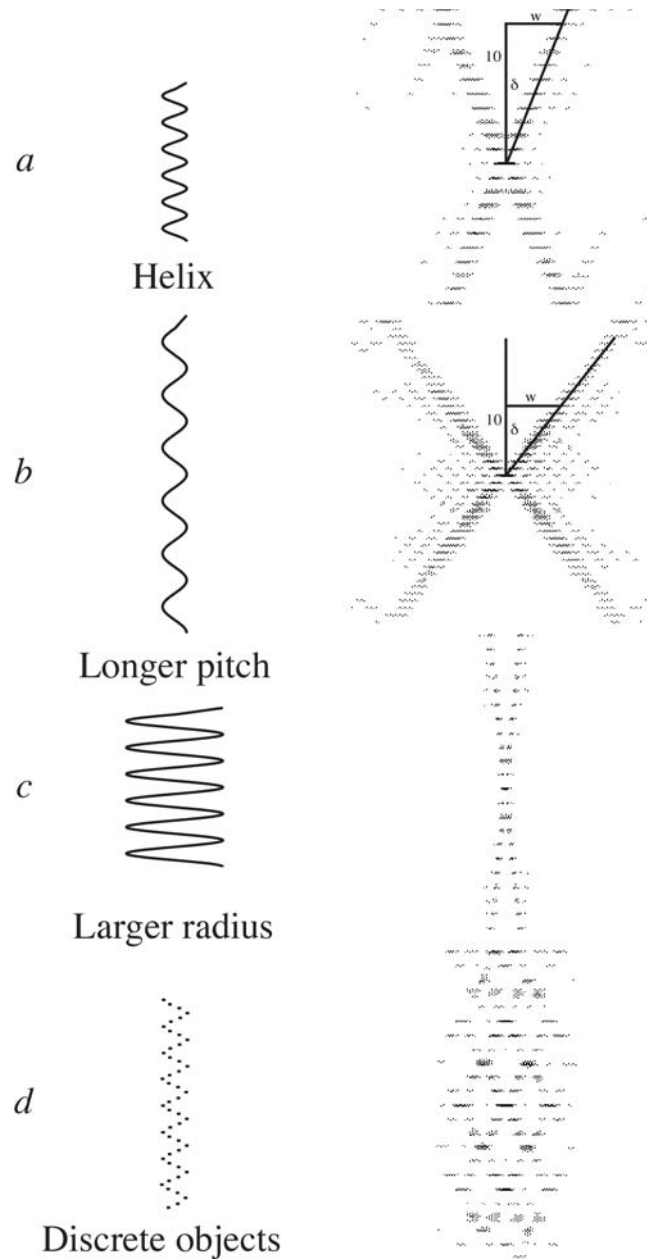 w
10
δ
a
Helix
w
10
δ
b
Longer pitch
c
Larger radius
d
Discrete objects